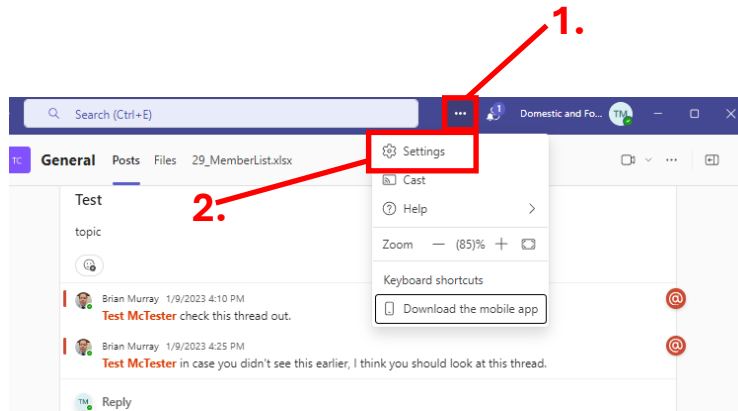 1.
Search (Ctrl+E)
1
Domestic and Fo...
TM
TC
General
Posts
Files
29_MemberList.xlsx
Settings
2.
Cast
Help
Zoom
(85)%
Keyboard shortcuts
Download the mobile app
Test
topic
Brian Murray 1/9/2023 4:10 PM
Test McTester check this thread out.
@
Brian Murray 1/9/2023 4:25 PM
Test McTester in case you didn't see this earlier, I think you should look at this thread.
@
TM
Reply